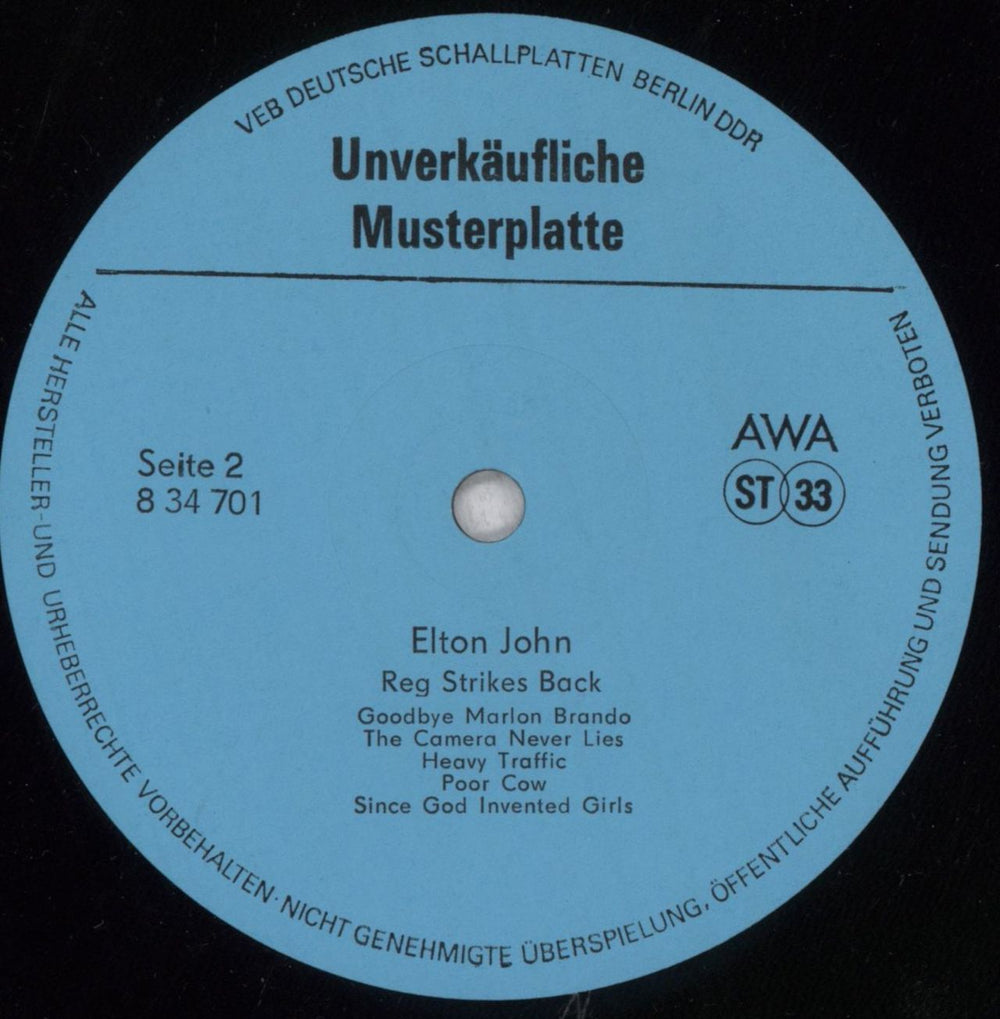 VEB DEUTSCHE SCHALLPLATTEN BERLIN DDR
Unverkäufliche
Musterplatte
Seite 2
8 34 701
AWA
ST 33
Elton John
Reg Strikes Back
Goodbye Marlon Brando
The Camera Never Lies
Heavy Traffic
Poor Cow
Since God Invented Girls
ALLE HERSTELLER-UND URHEBERRECHTE VORBEHALTEN · NICHT GENEHMIGTE ÜBERSPIELUNG, ÖFFENTLICHE AUFFÜHRUNG UND SENDUNG VERBOTEN